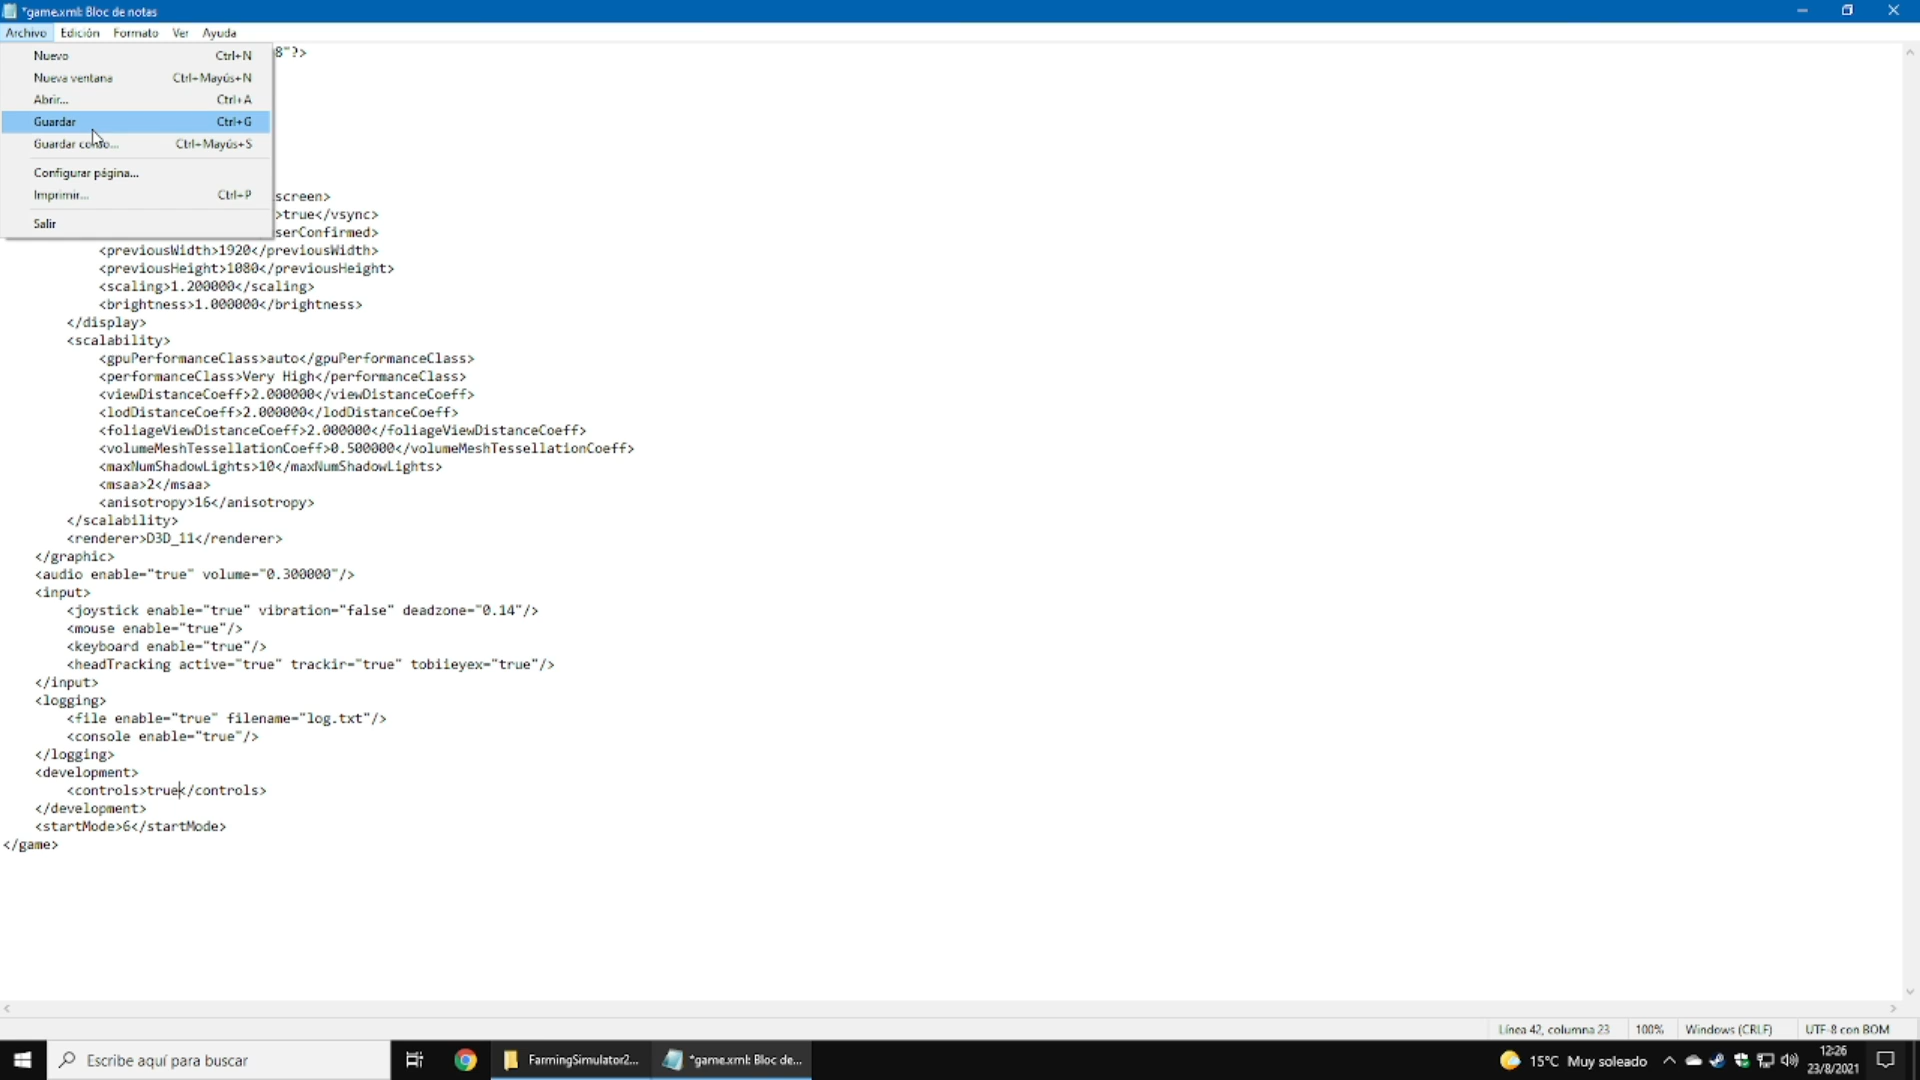 *game.xml: Bloc de notas
Archivo Edición Formato Ver Ayuda
Nuevo Ctrl+N
Nueva ventana Ctrl+Mayús+N
Abrir... Ctrl+A
Guardar Ctrl+G
Guardar como... Ctrl+Mayús+S
Configurar página...
Imprimir... Ctrl+P
Salir
8"?>
screen>
>true</vsync>
serConfirmed>
<previousWidth>1920</previousWidth>
<previousHeight>1080</previousHeight>
<scaling>1.200000</scaling>
<brightness>1.000000</brightness>
</display>
<scalability>
<gpuPerformanceClass>auto</gpuPerformanceClass>
<performanceClass>Very High</performanceClass>
<viewDistanceCoeff>2.000000</viewDistanceCoeff>
<lodDistanceCoeff>2.000000</lodDistanceCoeff>
<foliageViewDistanceCoeff>2.000000</foliageViewDistanceCoeff>
<volumeMeshTessellationCoeff>0.500000</volumeMeshTessellationCoeff>
<maxNumShadowLights>10</maxNumShadowLights>
<msaa>2</msaa>
<anisotropy>16</anisotropy>
</scalability>
<renderer>D3D_11</renderer>
</graphic>
<audio enable="true" volume="0.300000"/>
<input>
<joystick enable="true" vibration="false" deadzone="0.14"/>
<mouse enable="true"/>
<keyboard enable="true"/>
<headTracking active="true" trackir="true" tobiieyex="true"/>
</input>
<logging>
<file enable="true" filename="log.txt"/>
<console enable="true"/>
</logging>
<development>
<controls>true</controls>
</development>
<startMode>6</startMode>
</game>
Línea 42, columna 23 100% Windows (CRLF) UTF-8 con BOM
Escribe aquí para buscar FarmingSimulator2... *game.xml: Bloc de... 15°C Muy soleado 12:26
23/8/2021